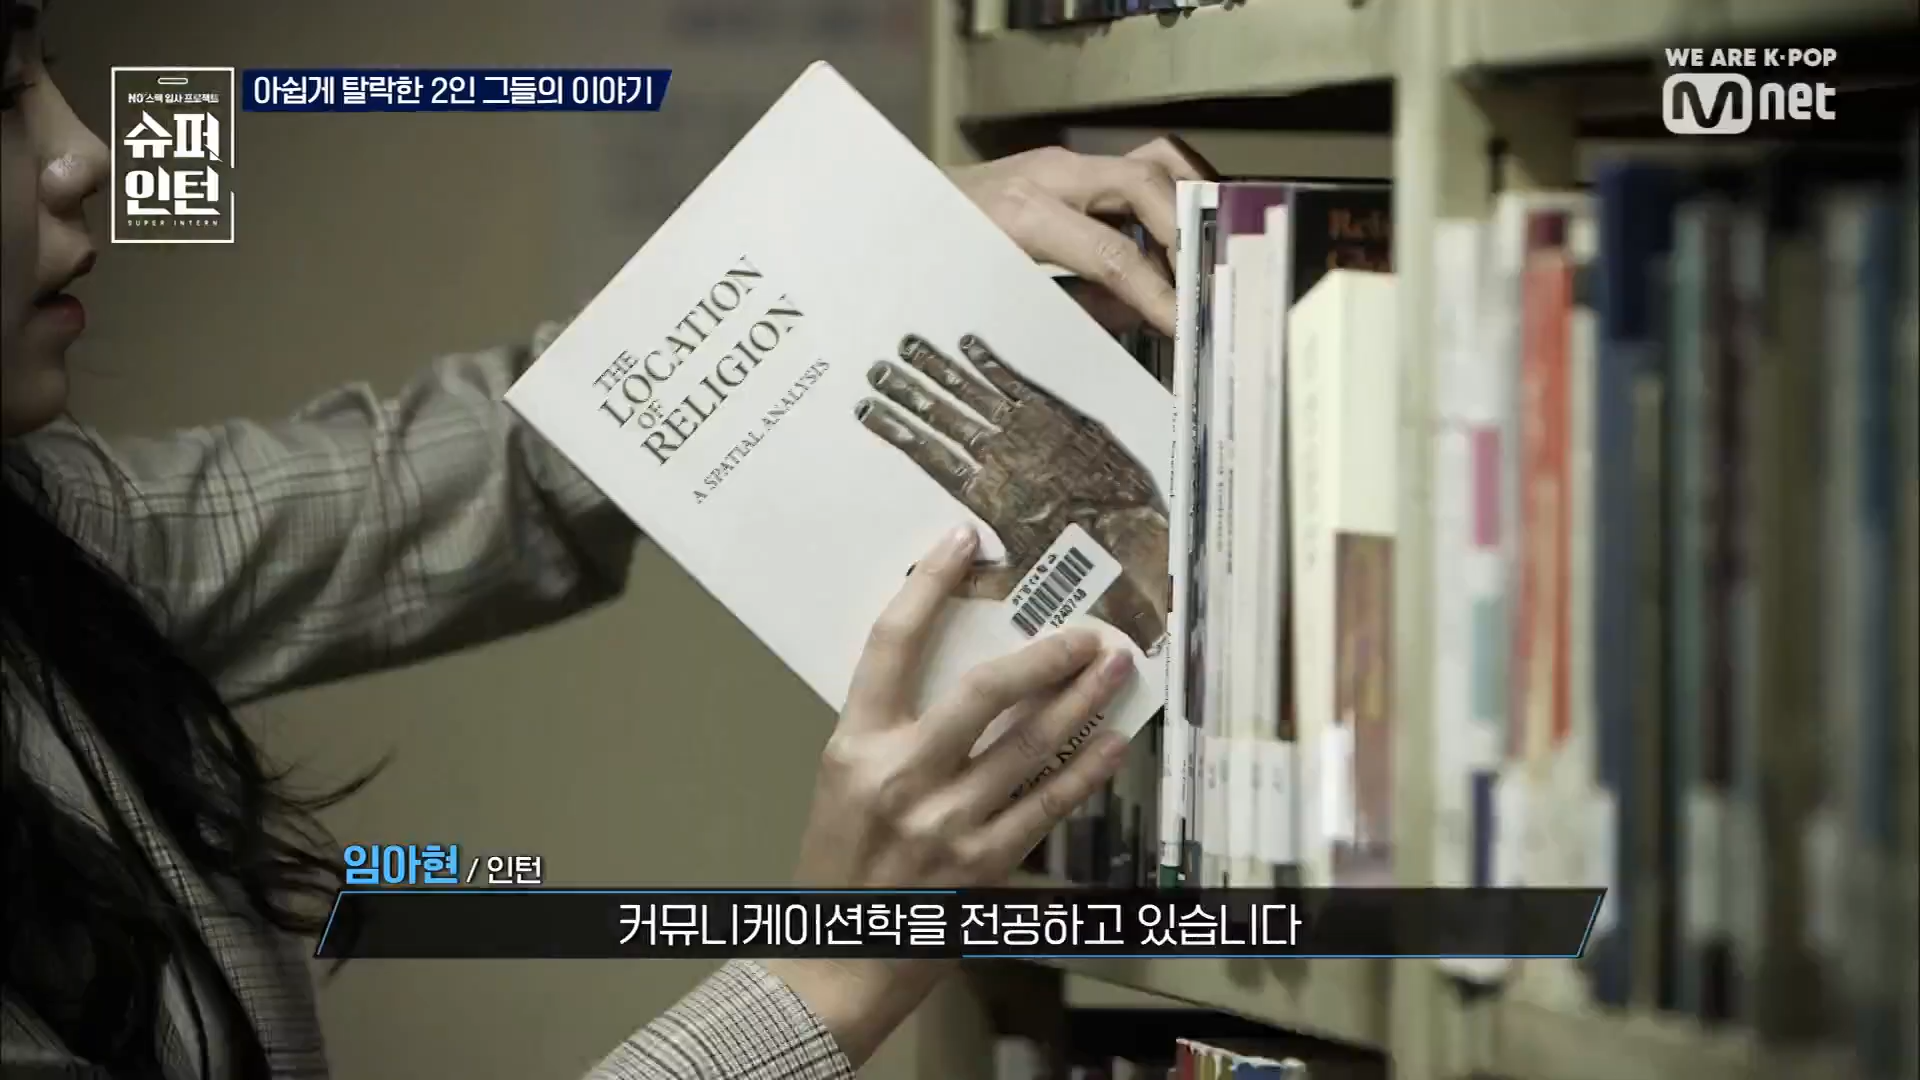 NO스펙 입사 프로젝트
슈퍼
인턴
SUPER INTERN
아쉽게 탈락한 2인 그들의 이야기
WE ARE K-POP
Mnet
THE
LOCATION
OF
RELIGION
A SPATIAL ANALYSIS
1240748
Kim Knott
임아현 / 인턴
커뮤니케이션학을 전공하고 있습니다